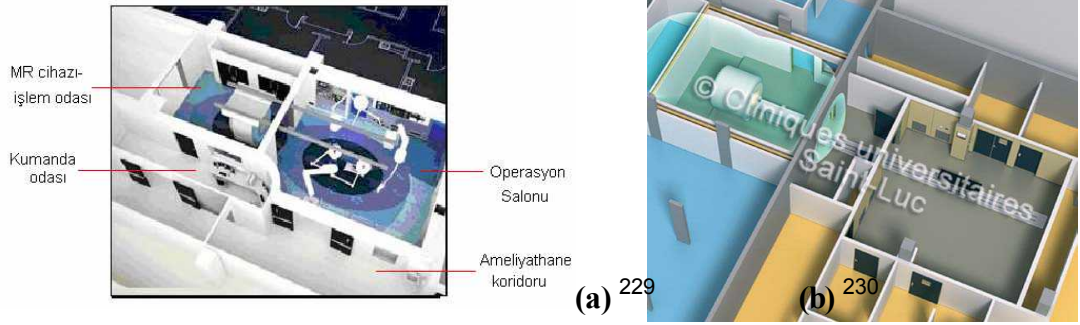 MR cihazı-
işlem odası
Kumanda
odası
Operasyon
Salonu
Ameliyathane
koridoru
(a) 229
© Cliniques universitaires
Saint-Luc
(b) 230